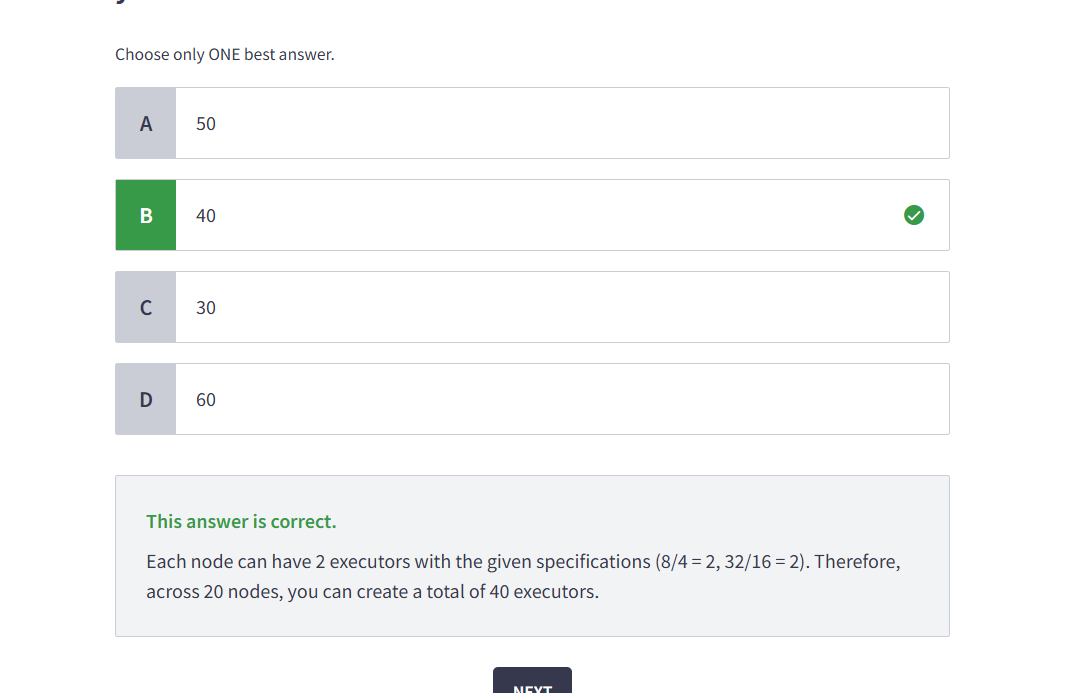 Choose only ONE best answer.
A 50
B 40
C 30
D 60
This answer is correct.
Each node can have 2 executors with the given specifications (8/4 = 2, 32/16 = 2). Therefore,
across 20 nodes, you can create a total of 40 executors.
NEXT